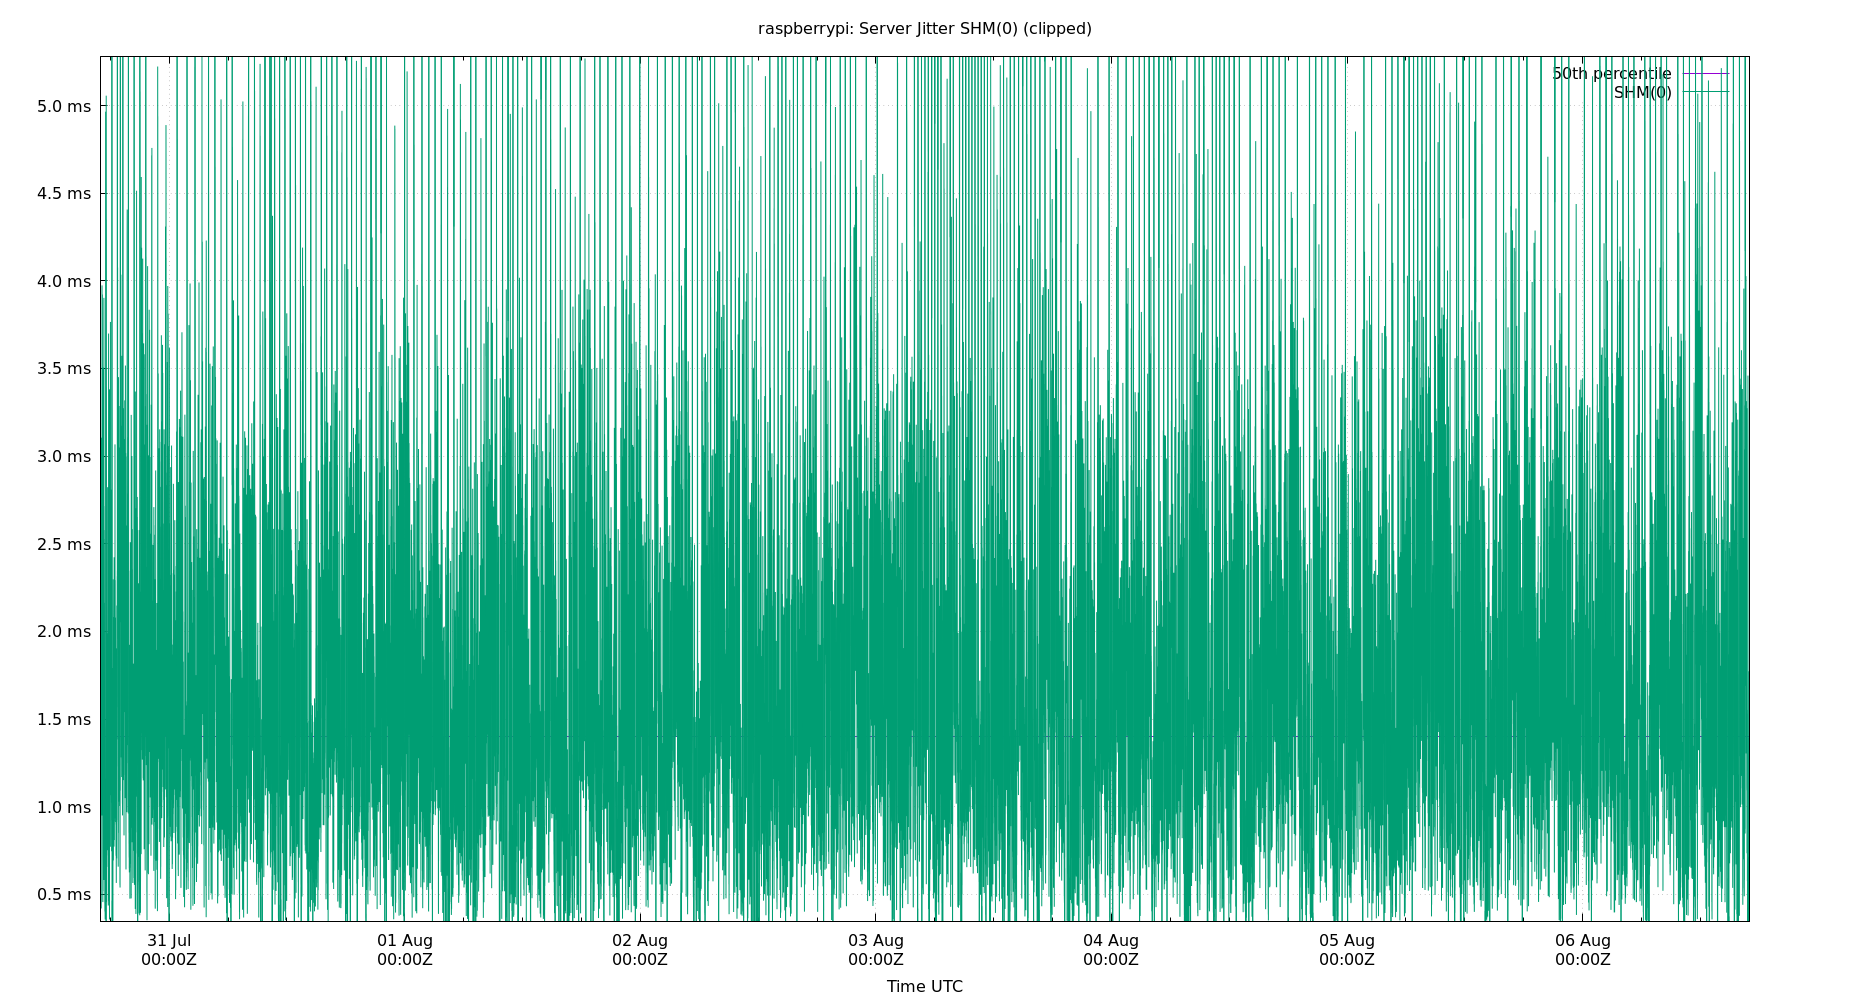 raspberrypi: Server Jitter SHM(0) (clipped)
50th percentile
SHM(0)
5.0 ms
4.5 ms
4.0 ms
3.5 ms
3.0 ms
2.5 ms
2.0 ms
1.5 ms
1.0 ms
0.5 ms
31 Jul 01 Aug 02 Aug 03 Aug 04 Aug 05 Aug 06 Aug
00:00Z 00:00Z 00:00Z 00:00Z 00:00Z 00:00Z 00:00Z
Time UTC